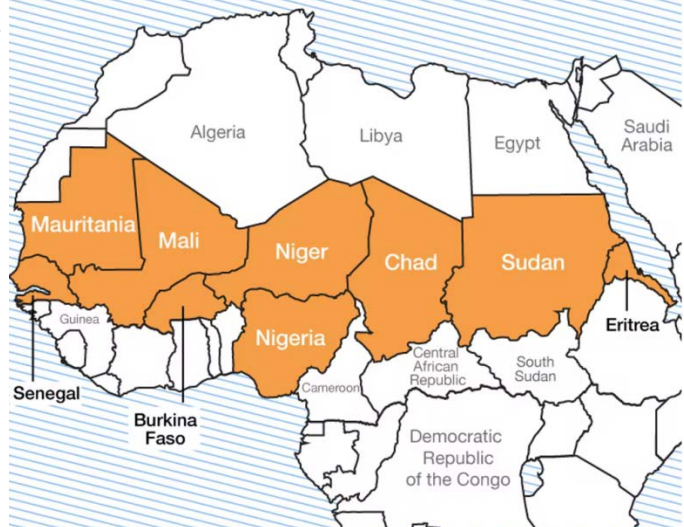 Algeria
Libya
Egypt
Saudi
Arabia
Mauritania
Mali
Niger
Chad
Sudan
Eritrea
Guinea
Nigeria
Senegal
Burkina
Faso
Cameroon
Central
African
Republic
South
Sudan
Democratic
Republic
of the Congo